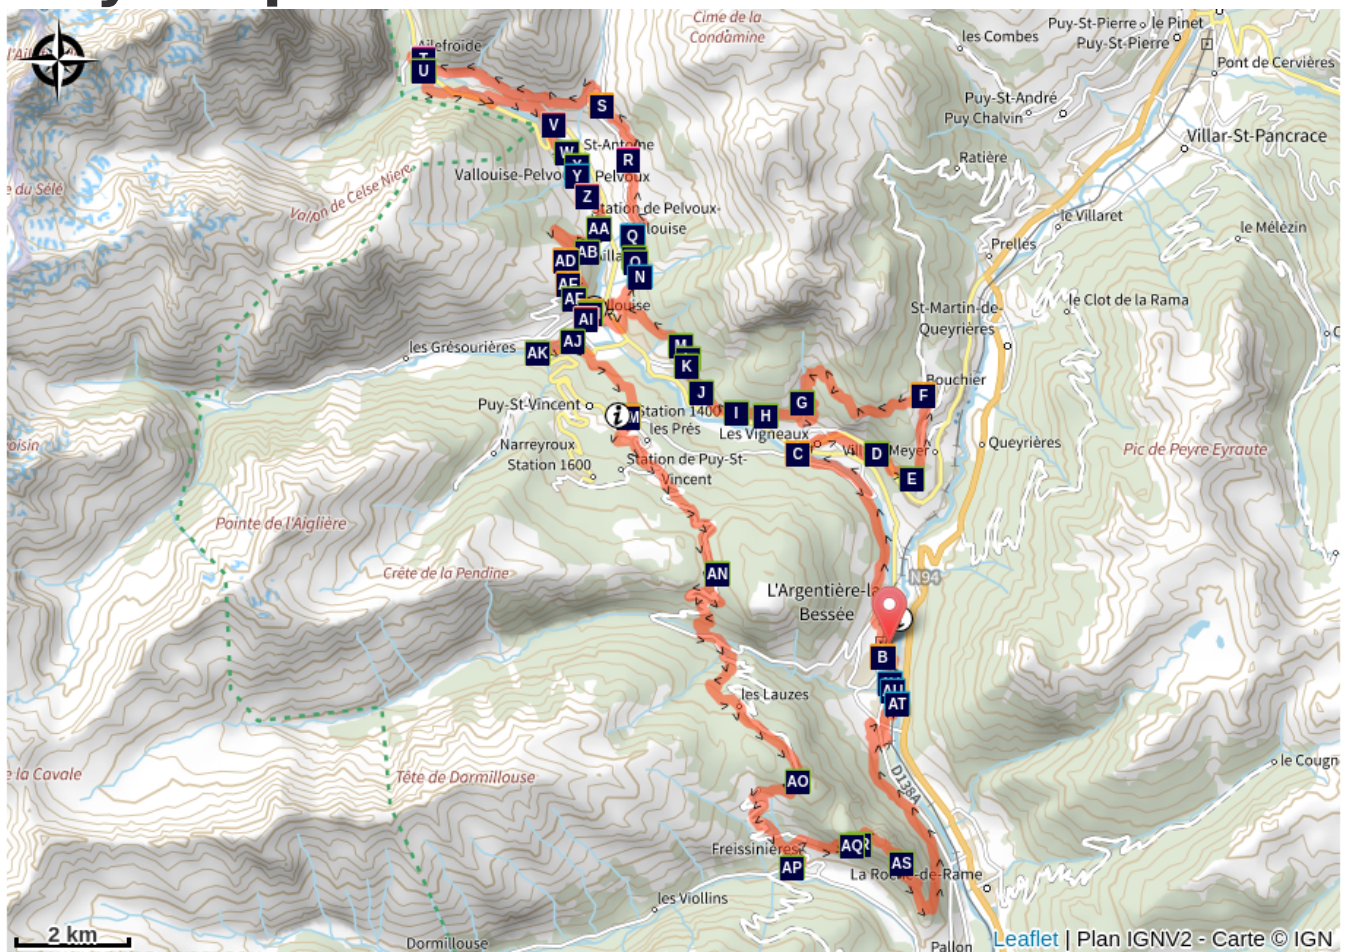 Cime de la
Condamine
les Combes
Puy-St-Pierre
le Pinet
Puy-St-Pierre
Pont de Cervières
Ailefroide
U
S
Puy-St-André
Puy Chalvin
V
Villar-St-Pancrace
W
St-Antoine
R
Ratière
Y
Pelvoux
Vallon de Celse Niere
Z
Station de Pelvoux-
AA
le Villaret
Q
le Mélézin
AB
Prelles
AD
N
le Clot de la Rama
St-Martin-de-
Queyrières
AI
AJ
les Grésourières
AK
K
Bouchier
J
F
Puy-St-Vincent
G
i
Station 1400
les Prés
I
H
Les Vigneaux
Narreyroux
Station 1600
Station de Puy-St-
Vincent
C
D
Meyer
Queyrières
Pic de Peyre Eyraute
E
Pointe de l'Aiglière
Crête de la Pendine
AN
N94
L'Argentière-la
Bessée
B
AU
AT
les Lauzes
e la Cavale
Tête de Dormillouse
AO
D138A
le Cougn
Freissinières
AQ
AP
AS
La Roche-de-Rame
les Viollins
2 km
Dormillouse
Pallon
Leaflet | Plan IGNV2 - Carte © IGN